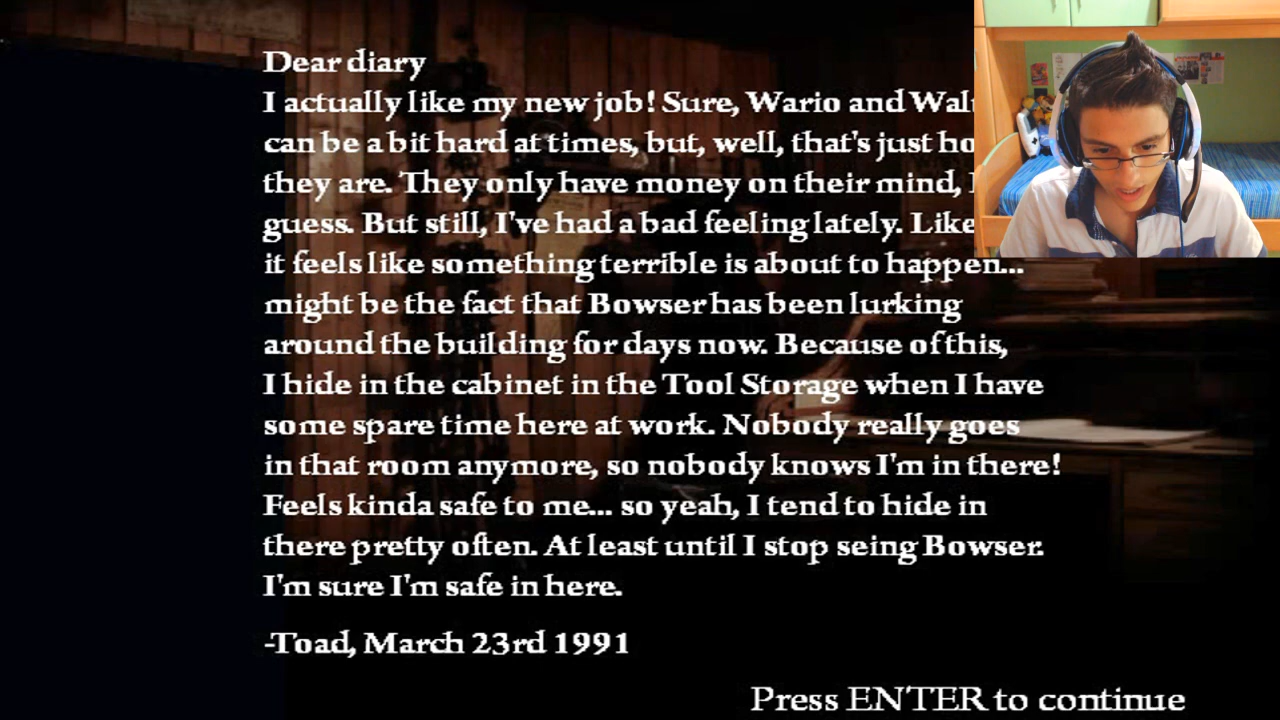 Dear diary
I actually like my new job! Sure, Wario and
can be a bit hard at times, but, well, that's just
they are. They only have money on their mind,
guess. But still, I've had a bad feeling lately. Like
it feels like something terrible is about to happen...
might be the fact that Bowser has been lurking
around the building for days now. Because of this,
I hide in the cabinet in the Tool Storage when I have
some spare time here at work. Nobody really goes
in that room anymore, so nobody knows I'm in there!
Feels kinda safe to me... so yeah, I tend to hide in
there pretty often. At least until I stop seing Bowser.
I'm sure I'm safe in here.
-Toad, March 23rd 1991
Press ENTER to continue